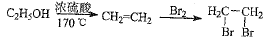 C₂H₅OH 浓硫酸 170℃ CH₂=CH₂ Br₂ H₂C—CH₂
Br Br